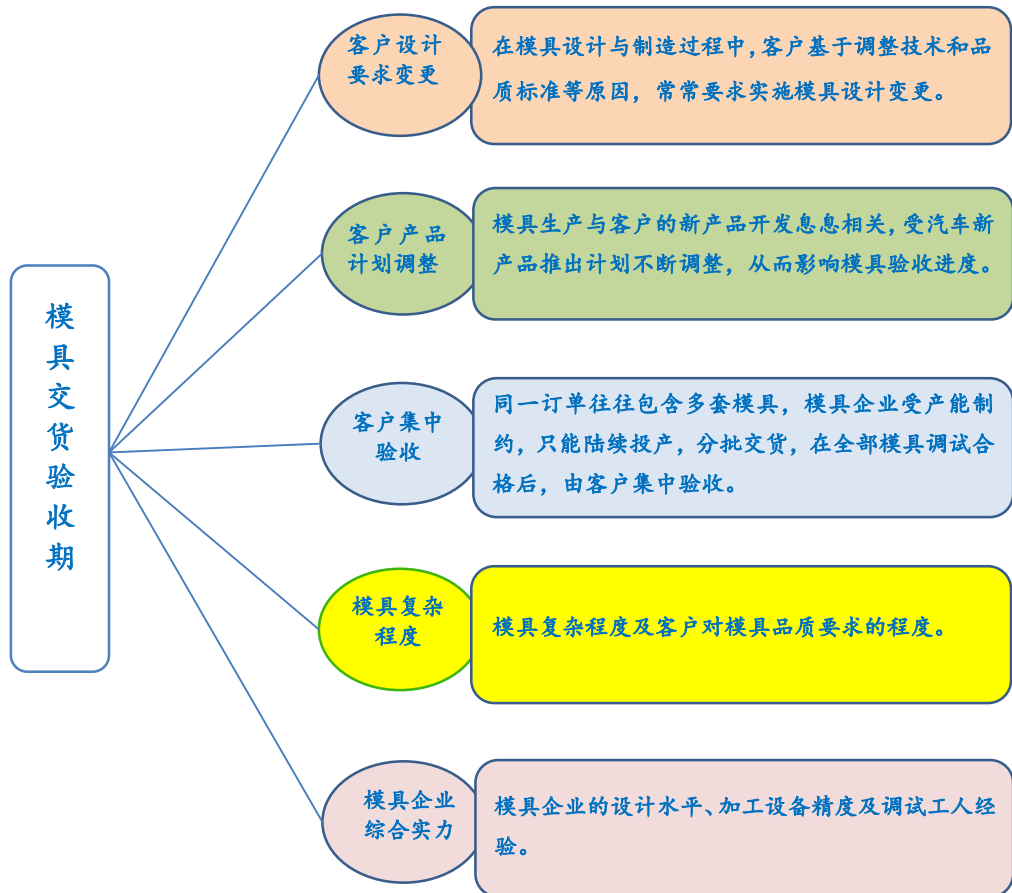 模
具
交
货
验
收
期
客户设计
要求变更
在模具设计与制造过程中,客户基于调整技术和品
质标准等原因，常常要求实施模具设计变更。
客户产品
计划调整
模具生产与客户的新产品开发息息相关,受汽车新
产品推出计划不断调整，从而影响模具验收进度。
客户集中
验收
同一订单往往包含多套模具，模具企业受产能制
约，只能陆续投产，分批交货，在全部模具调试合
格后，由客户集中验收。
模具复杂
程度
模具复杂程度及客户对模具品质要求的程度。
模具企业
综合实力
模具企业的设计水平、加工设备精度及调试工人经
验。